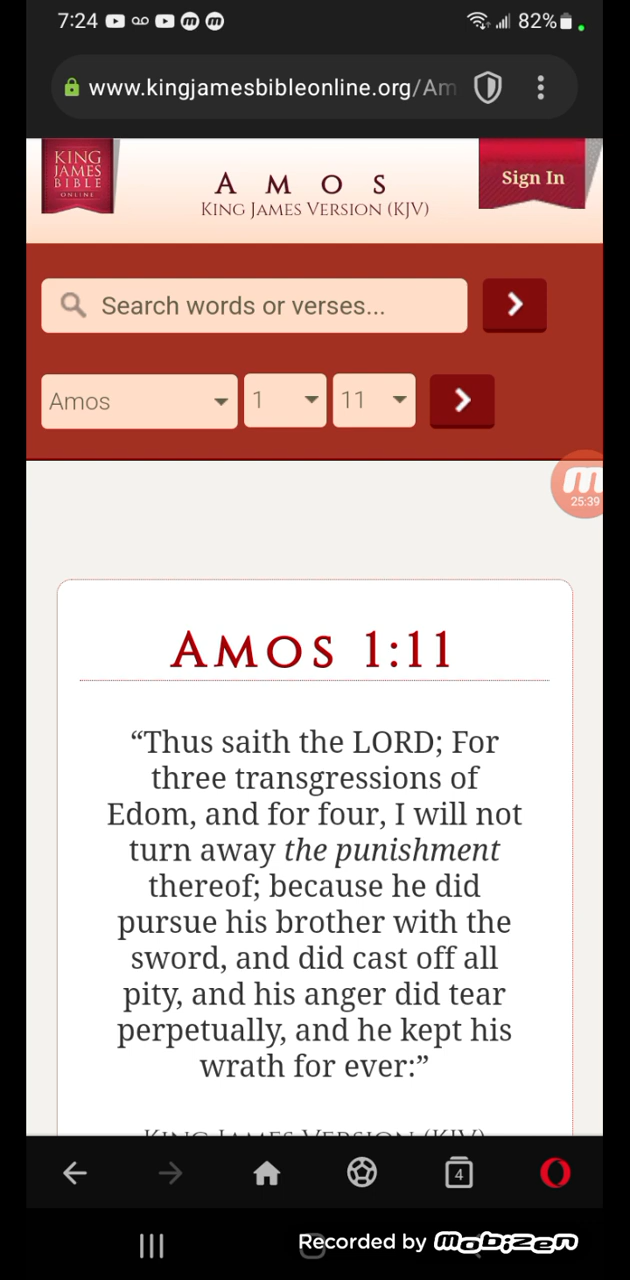 7:24 82%
www.kingjamesbibleonline.org/Am
KING
JAMES
BIBLE
ONLINE
Amos
King James Version (KJV)
Sign In
Search words or verses...
Amos 1 11
m
25:39
Amos 1:11
“Thus saith the LORD; For
three transgressions of
Edom, and for four, I will not
turn away the punishment
thereof; because he did
pursue his brother with the
sword, and did cast off all
pity, and his anger did tear
perpetually, and he kept his
wrath for ever:”
King James Version (KJV)
4
Recorded by mobizen